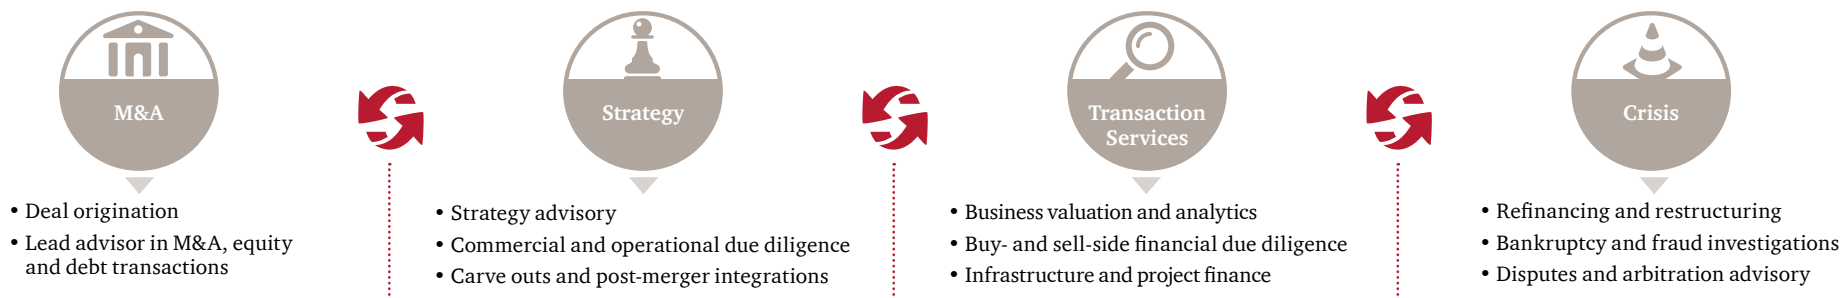 M&A
• Deal origination
• Lead advisor in M&A, equity
and debt transactions
Strategy
• Strategy advisory
• Commercial and operational due diligence
• Carve outs and post-merger integrations
Transaction
Services
• Business valuation and analytics
• Buy- and sell-side financial due diligence
• Infrastructure and project finance
Crisis
• Refinancing and restructuring
• Bankruptcy and fraud investigations
• Disputes and arbitration advisory